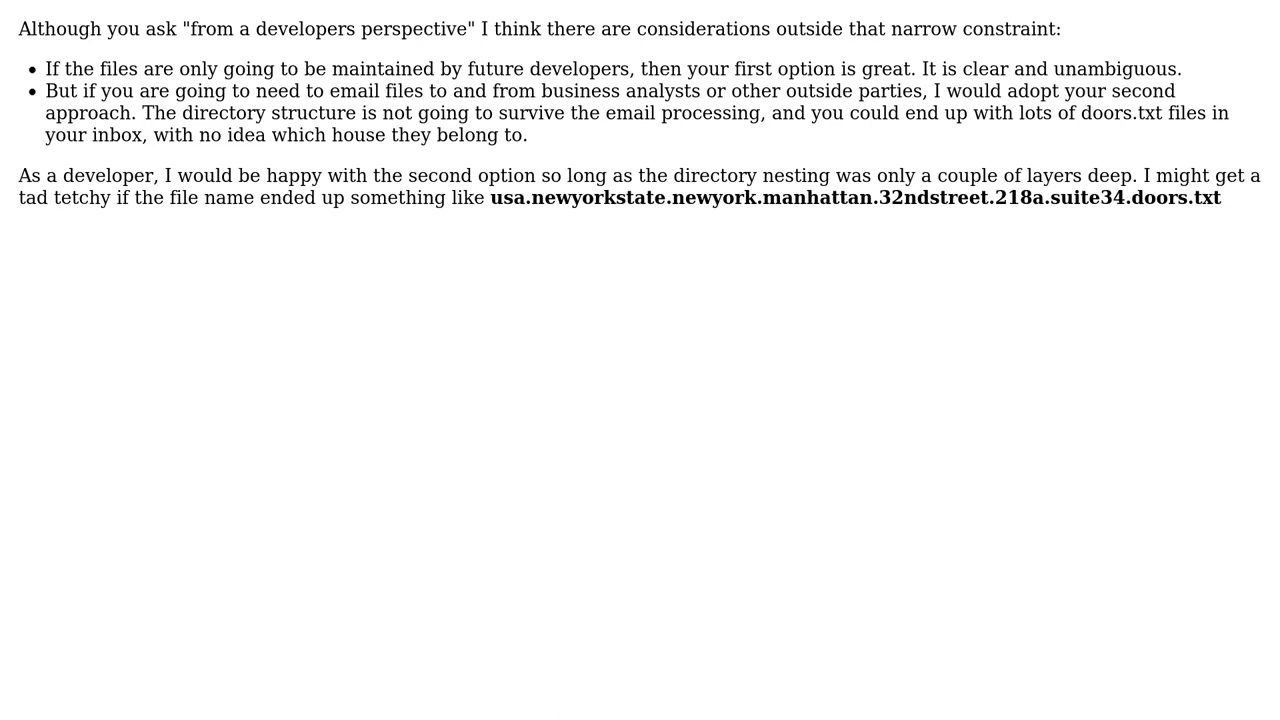 Although you ask "from a developers perspective" I think there are considerations outside that narrow constraint:
• If the files are only going to be maintained by future developers, then your first option is great. It is clear and unambiguous.
• But if you are going to need to email files to and from business analysts or other outside parties, I would adopt your second
approach. The directory structure is not going to survive the email processing, and you could end up with lots of doors.txt files in
your inbox, with no idea which house they belong to.
As a developer, I would be happy with the second option so long as the directory nesting was only a couple of layers deep. I might get a
tad tetchy if the file name ended up something like usa.newyorkstate.newyork.manhattan.32ndstreet.218a.suite34.doors.txt